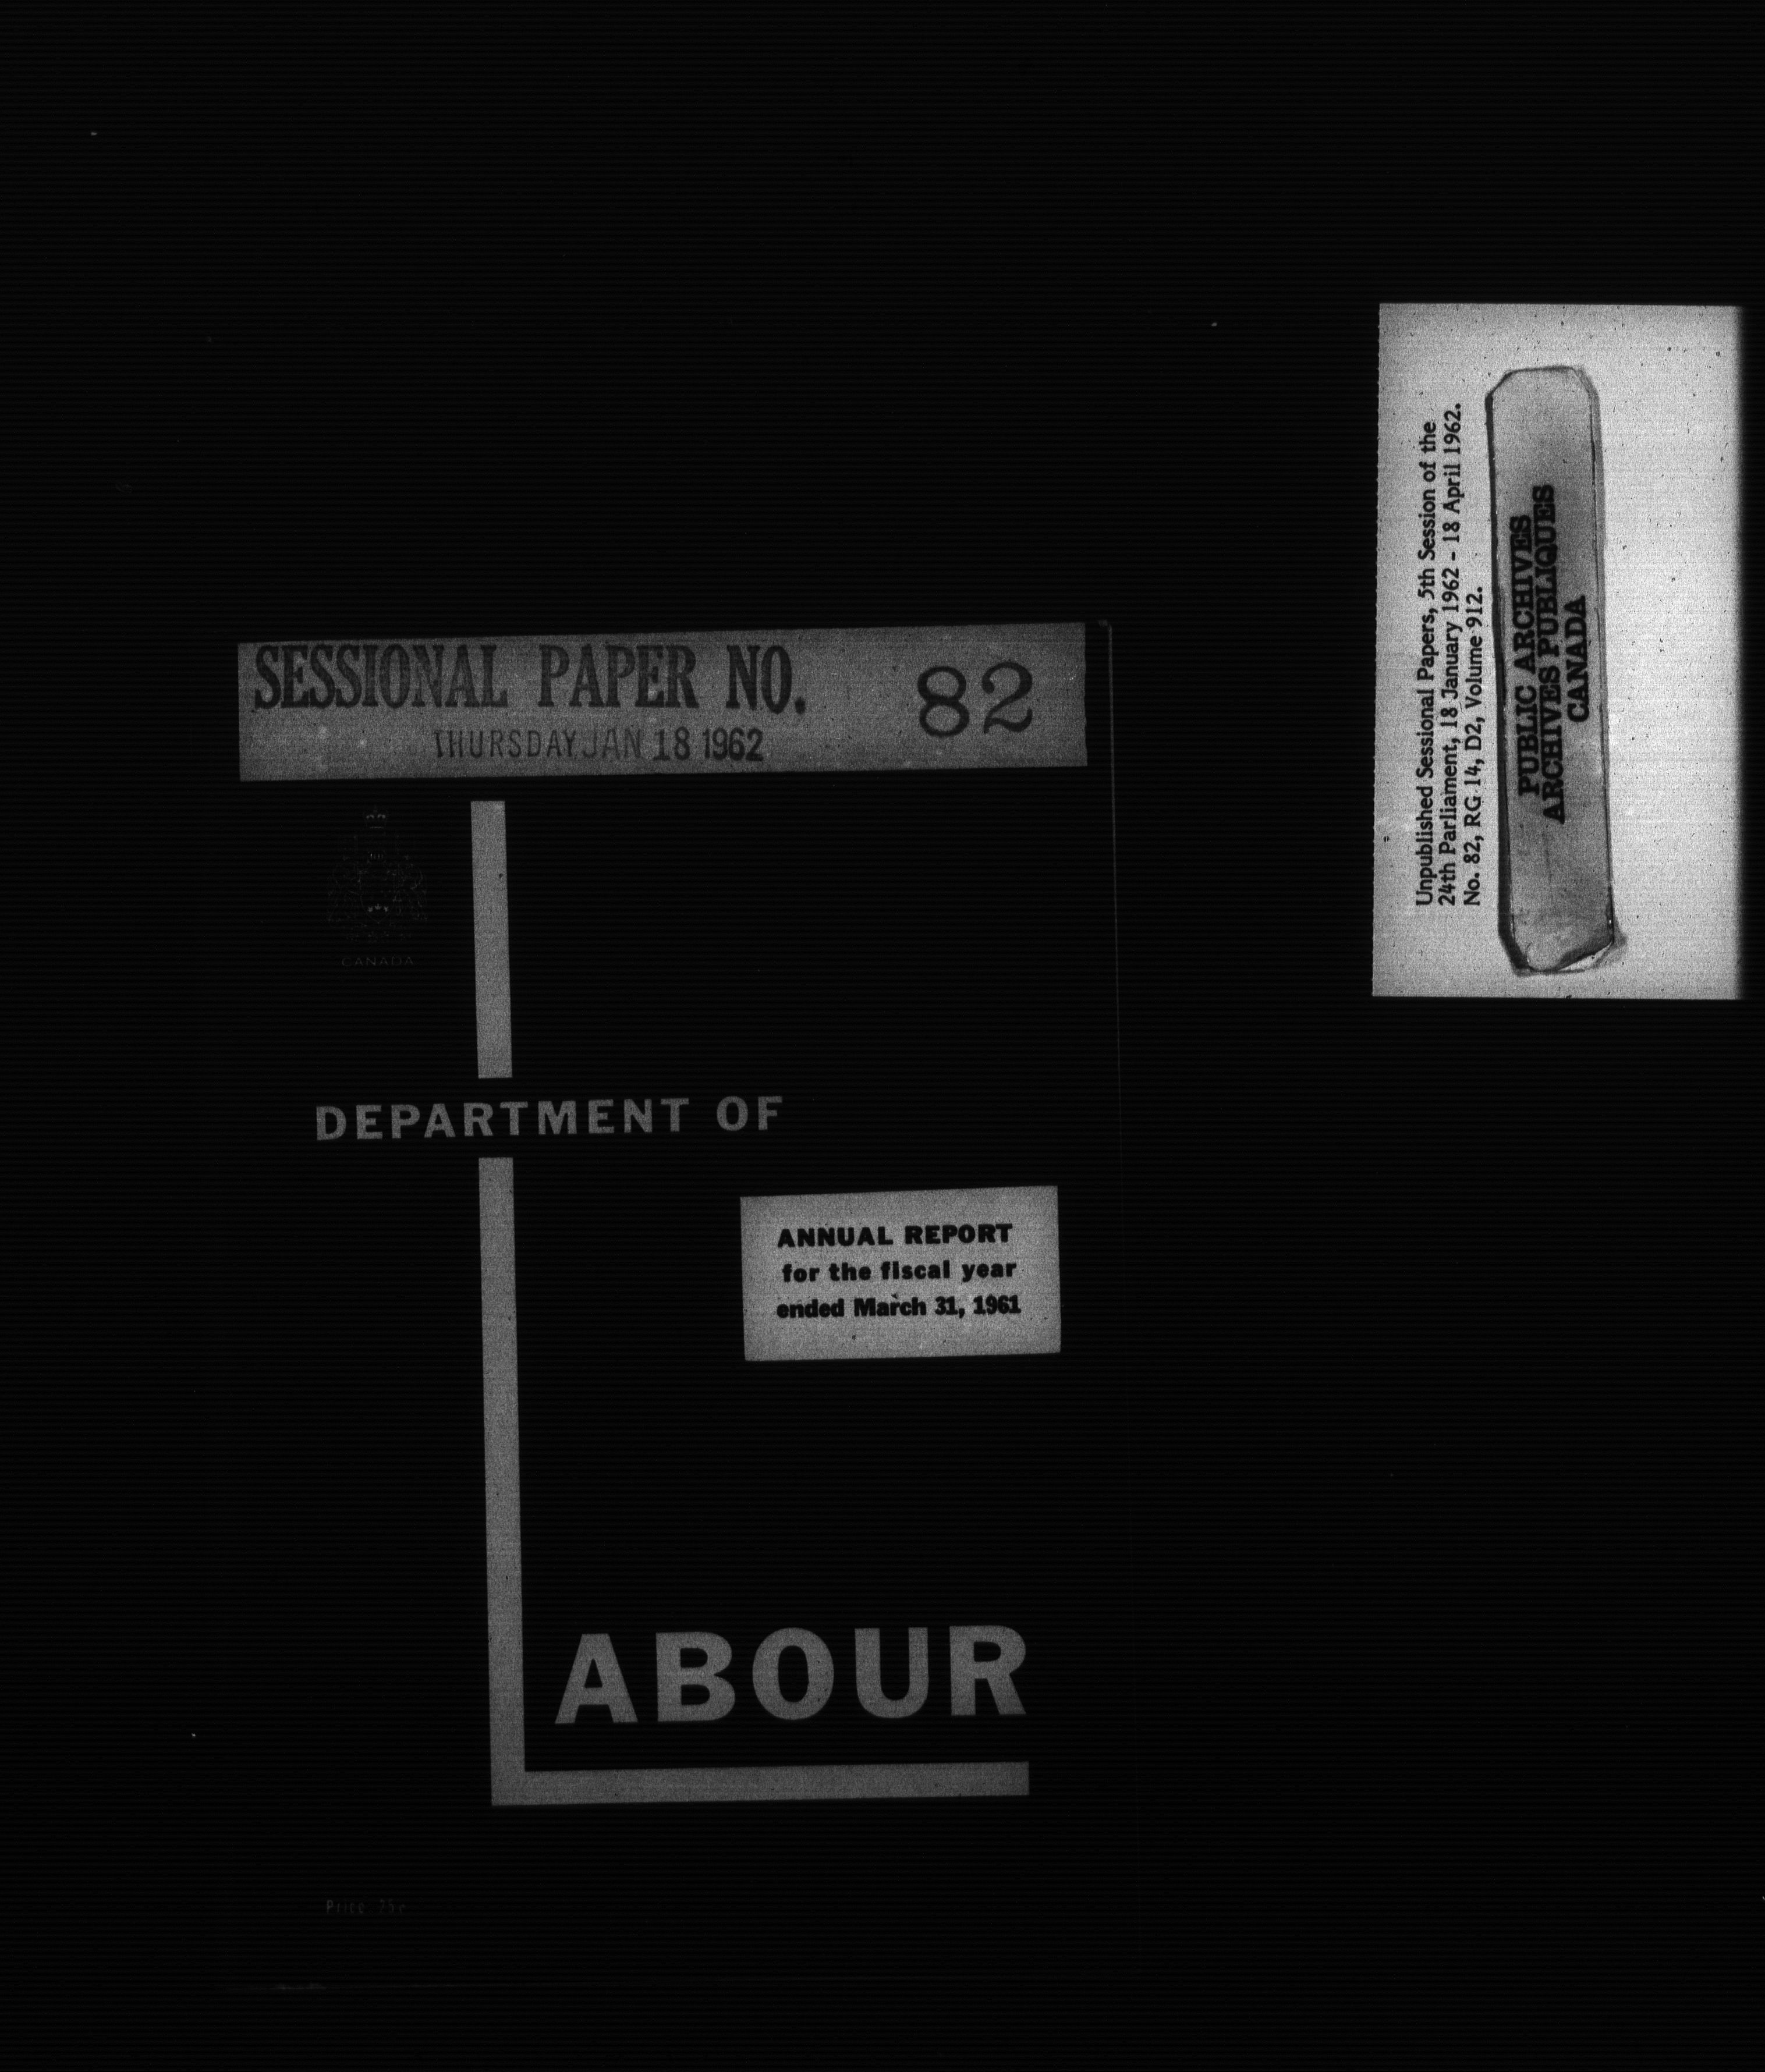 SESSIONAL PAPER NO. 82
THURSDAY JAN 18 1962
CANADA
DEPARTMENT OF
ANNUAL REPORT
for the fiscal year
ended March 31, 1961
LABOUR
Price
Unpublished Sessional Papers, 5th Session of the
24th Parliament, 18 January 1962 - 18 April 1962.
No. 82, RG 14, D2, Volume 912.
PUBLIC ARCHIVES
ARCHIVES PUBLIQUES
CANADA